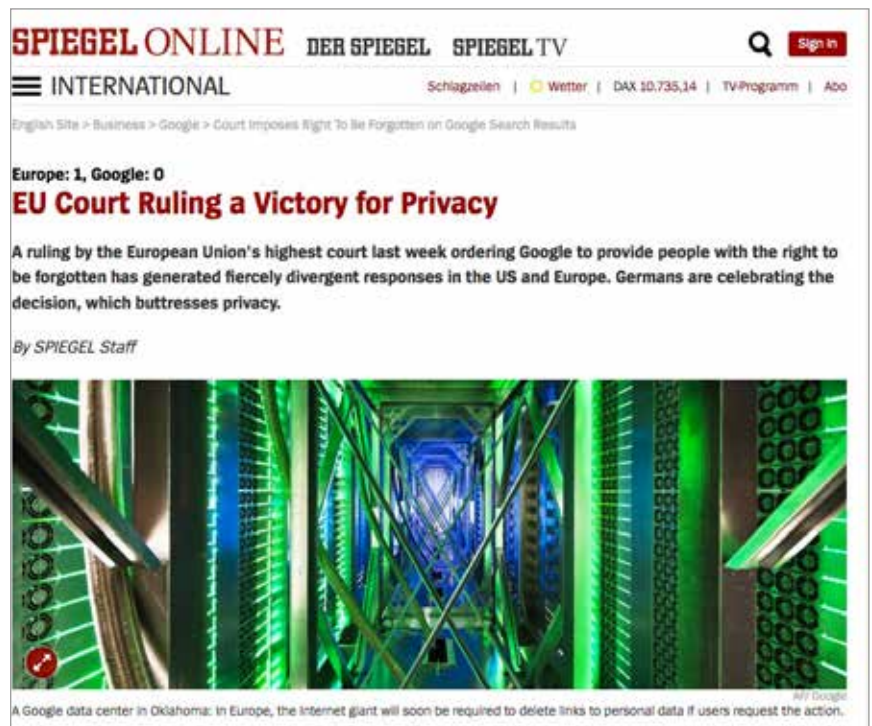 SPIEGEL ONLINE DER SPIEGEL SPIEGEL TV Sign in
INTERNATIONAL Schlagzeilen | Wetter | DAX 10.735,14 | TV-Programm | Abo
English Site > Business > Google > Court Imposes Right To Be Forgotten on Google Search Results
Europe: 1, Google: 0
EU Court Ruling a Victory for Privacy
A ruling by the European Union's highest court last week ordering Google to provide people with the right to
be forgotten has generated fiercely divergent responses in the US and Europe. Germans are celebrating the
decision, which buttresses privacy.
By SPIEGEL Staff
AP/ Google
A Google data center in Oklahoma: In Europe, the Internet giant will soon be required to delete links to personal data if users request the action.